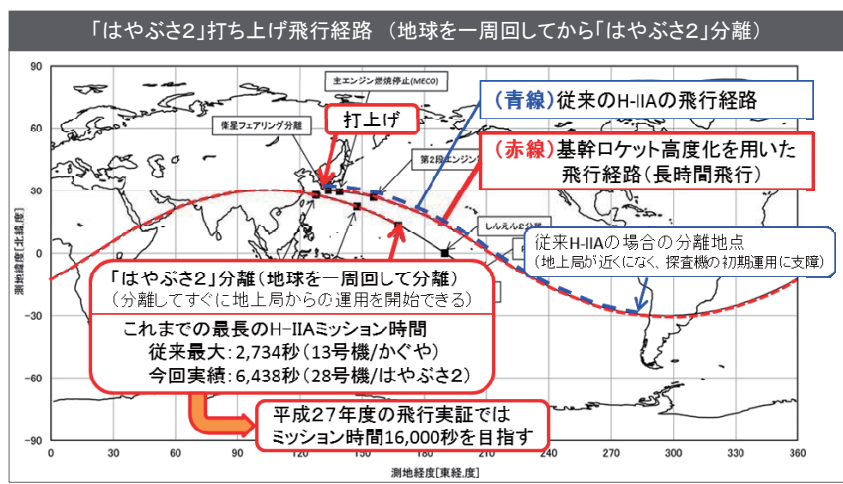 「はやぶさ2」打ち上げ飛行経路 (地球を一周回してから「はやぶさ2」分離)
主エンジン燃焼停止(MECO)
衛星フェアリング分離
打上げ
第2段エンジン
(青線)従来のH-IIAの飛行経路
(赤線)基幹ロケット高度化を用いた
飛行経路(長時間飛行)
しんえん2分離
従来H-IIAの場合の分離地点
(地上局が近くになく、探査機の初期運用に支障)
「はやぶさ2」分離(地球を一周回して分離)
(分離してすぐに地上局からの運用を開始できる)
これまでの最長のH-IIAミッション時間
従来最大:2,734秒(13号機/かぐや)
今回実績:6,438秒(28号機/はやぶさ2)
平成27年度の飛行実証では
ミッション時間16,000秒を目指す
測地緯度[北緯,度]
90
60
30
0
−30
−60
−90
0 30 60 90 120 150 180 210 240 270 300 330 360
測地経度[東経,度]